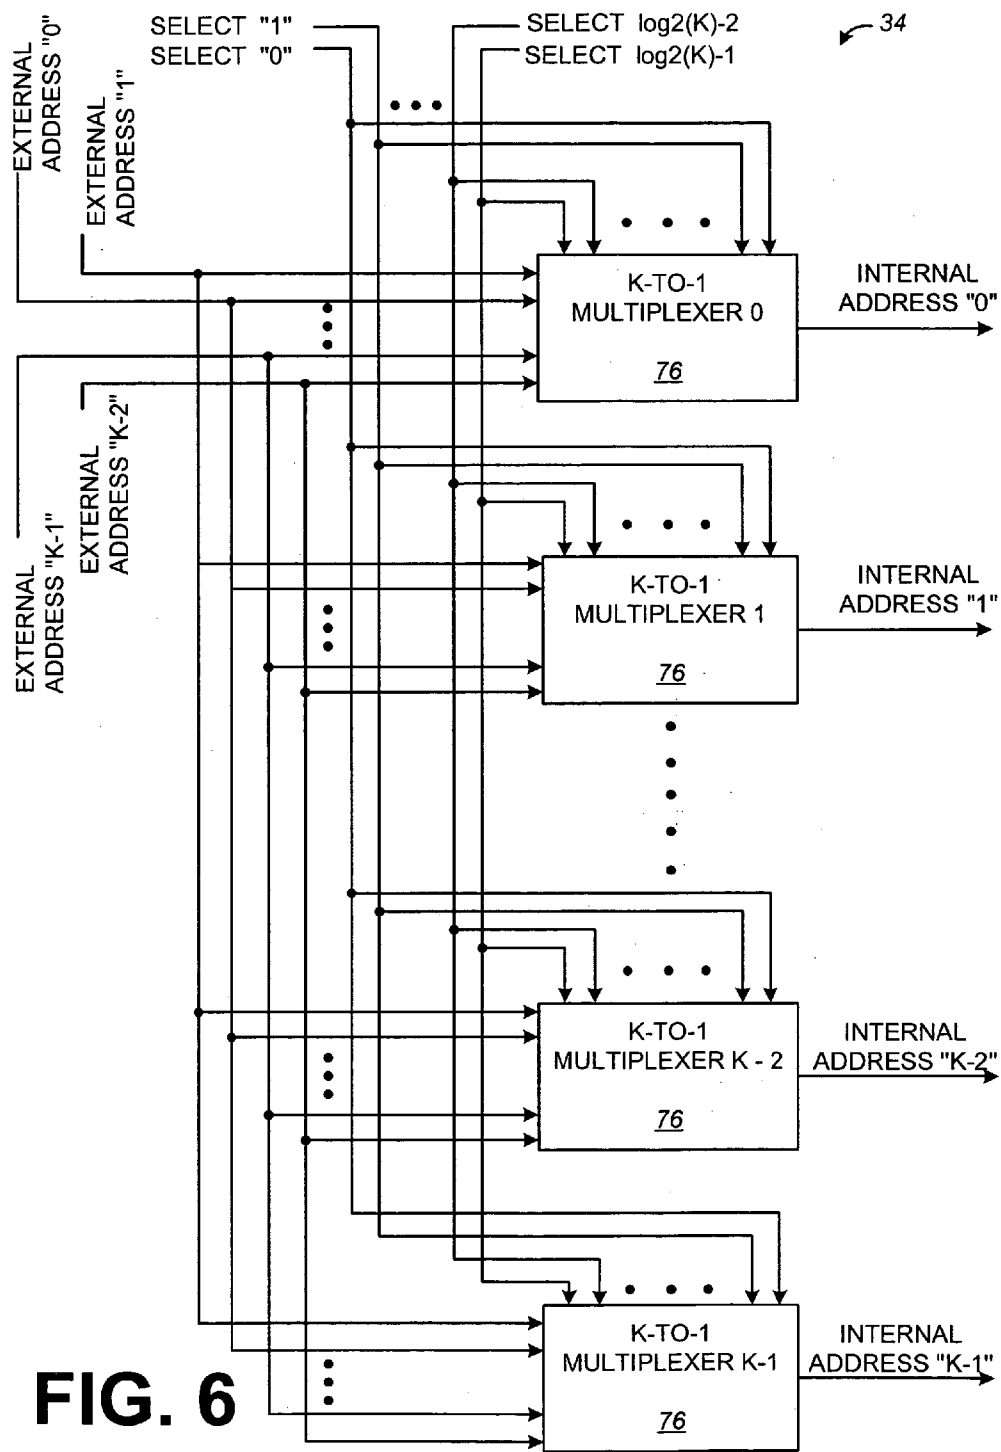 SELECT "1"
SELECT "0"
SELECT log2(K)-2
SELECT log2(K)-1
34
EXTERNAL
ADDRESS "0"
EXTERNAL
ADDRESS "1"
K-TO-1
MULTIPLEXER 0
76
INTERNAL
ADDRESS "0"
EXTERNAL
ADDRESS "K-2"
EXTERNAL
ADDRESS "K-1"
K-TO-1
MULTIPLEXER 1
76
INTERNAL
ADDRESS "1"
K-TO-1
MULTIPLEXER K - 2
76
INTERNAL
ADDRESS "K-2"
K-TO-1
MULTIPLEXER K-1
76
INTERNAL
ADDRESS "K-1"
FIG. 6